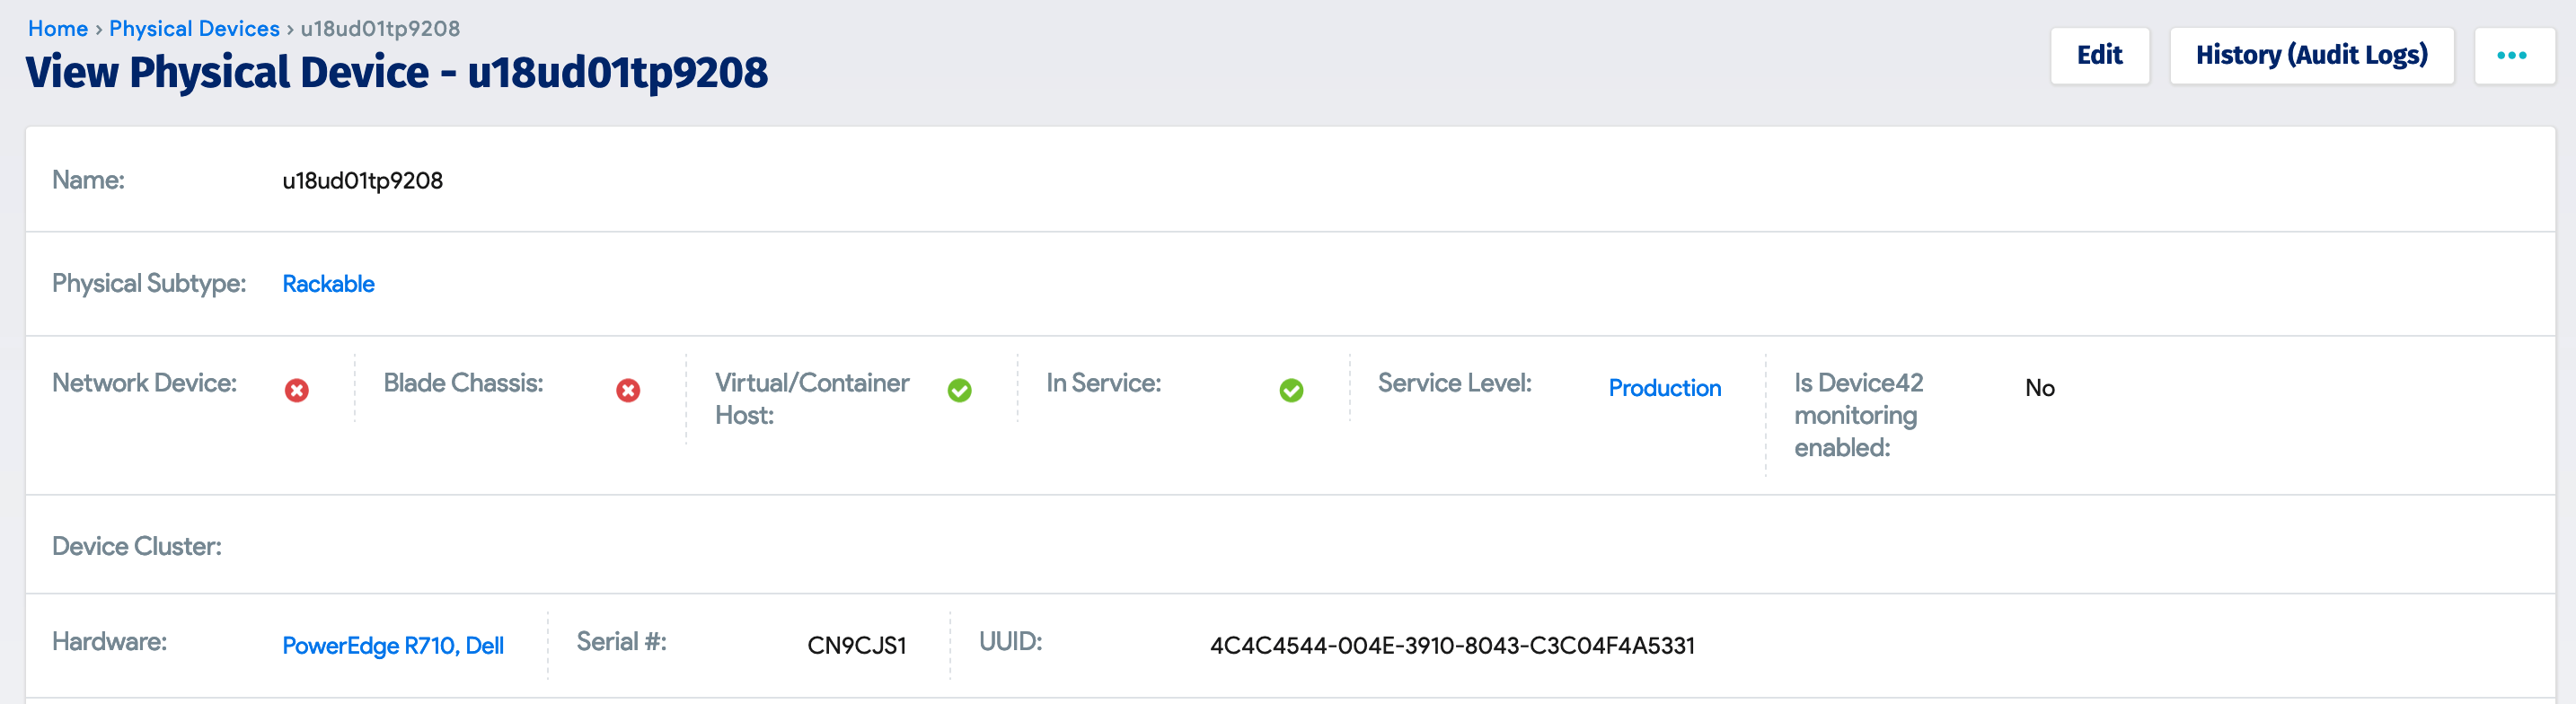 Home › Physical Devices › u18ud01tp9208
View Physical Device - u18ud01tp9208
Edit
History (Audit Logs)
Name: u18ud01tp9208
Physical Subtype: Rackable
Network Device:
Blade Chassis:
Virtual/Container
Host:
In Service:
Service Level: Production
Is Device42
monitoring
enabled:
No
Device Cluster:
Hardware: PowerEdge R710, Dell
Serial #: CN9CJS1
UUID: 4C4C4544-004E-3910-8043-C3C04F4A5331